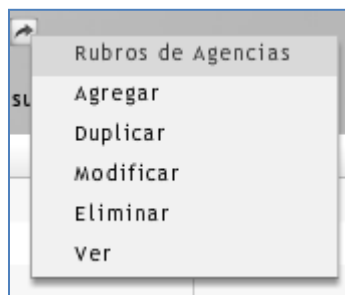 Rubros de Agencias
Agregar
Duplicar
Modificar
Eliminar
Ver